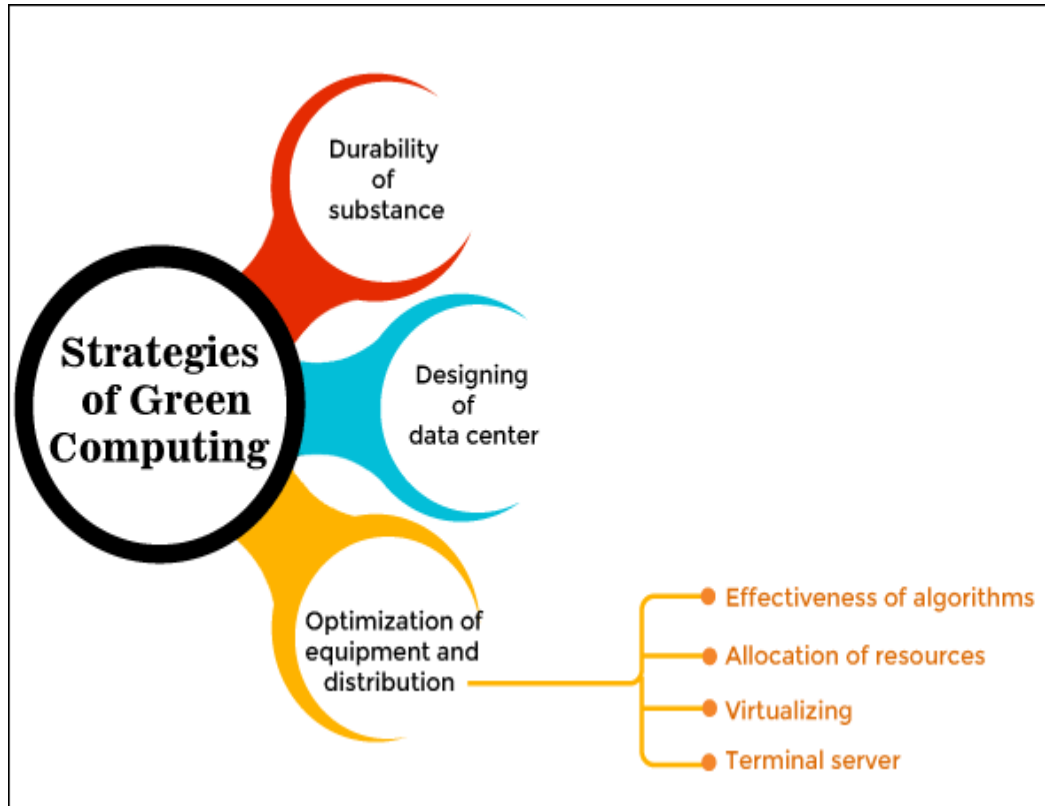 Durability
of
substance
Strategies
of Green
Computing
Designing
of
data center
Optimization of
equipment and
distribution
Effectiveness of algorithms
Allocation of resources
Virtualizing
Terminal server